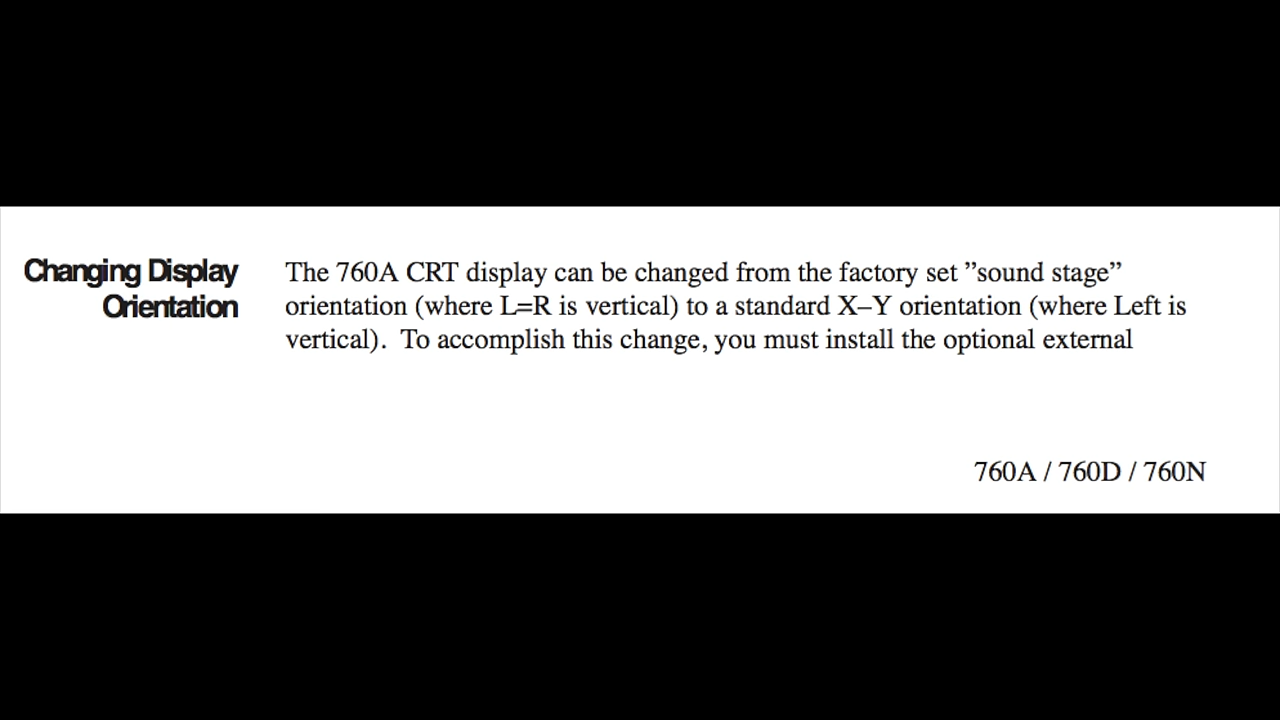 Changing Display
Orientation
The 760A CRT display can be changed from the factory set ”sound stage”
orientation (where L=R is vertical) to a standard X–Y orientation (where Left is
vertical).  To accomplish this change, you must install the optional external
760A / 760D / 760N